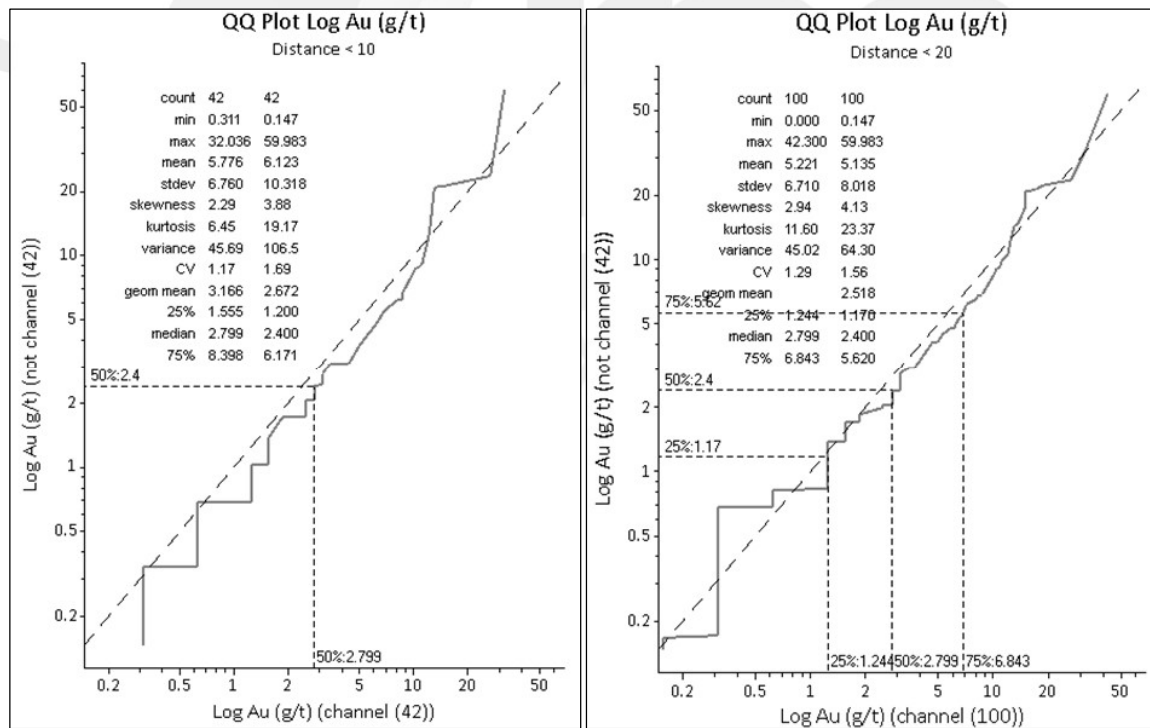 QQ Plot Log Au (g/t)
Distance < 10
50
20
10
5
2
1
0.5
0.2
Log Au (g/t) (not channel (42))
count 42 42
min 0.311 0.147
max 32.036 59.983
mean 5.776 6.123
stdev 6.760 10.318
skewness 2.29 3.88
kurtosis 6.45 19.17
variance 45.69 106.5
CV 1.17 1.69
geom mean 3.166 2.672
25% 1.555 1.200
median 2.799 2.400
75% 8.398 6.171
50%:2.4
50%:2.799
0.2 0.5 1 2 5 10 20 50
Log Au (g/t) (channel (42))
QQ Plot Log Au (g/t)
Distance < 20
50
20
10
5
2
1
0.5
0.2
Log Au (g/t) (not channel (42))
count 100 100
min 0.000 0.147
max 42.300 59.983
mean 5.221 5.135
stdev 6.710 8.018
skewness 2.94 4.13
kurtosis 11.60 23.37
variance 45.02 64.30
CV 1.29 1.56
geom mean 2.518
75%:5.62
25% 1.244 1.170
median 2.799 2.400
75% 6.843 5.620
50%:2.4
25%:1.17
25%:1.244 50%:2.799 75%:6.843
0.2 0.5 1 2 5 10 20 50
Log Au (g/t) (channel (100))